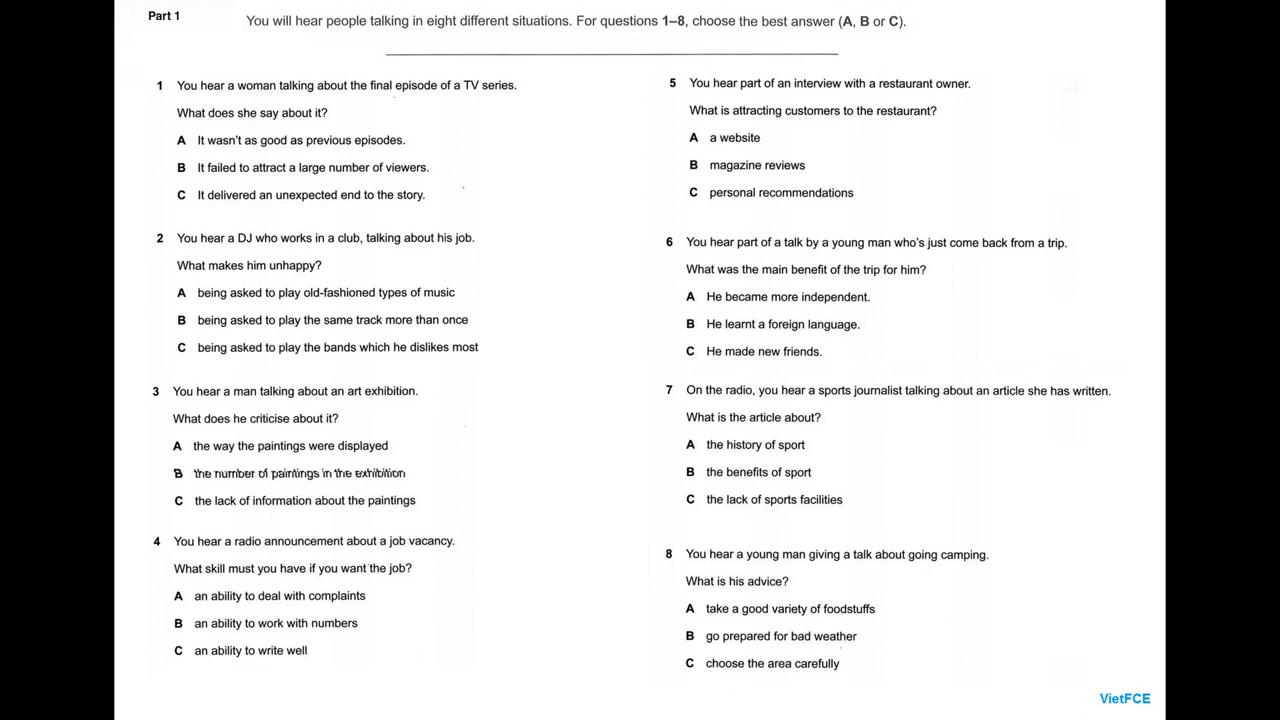 Part 1
You will hear people talking in eight different situations. For questions 1–8, choose the best answer (A, B or C).
1 You hear a woman talking about the final episode of a TV series.
What does she say about it?
A It wasn't as good as previous episodes.
B It failed to attract a large number of viewers.
C It delivered an unexpected end to the story.
2 You hear a DJ who works in a club, talking about his job.
What makes him unhappy?
A being asked to play old-fashioned types of music
B being asked to play the same track more than once
C being asked to play the bands which he dislikes most
3 You hear a man talking about an art exhibition.
What does he criticise about it?
A the way the paintings were displayed
B the number of paintings in the exhibition
C the lack of information about the paintings
4 You hear a radio announcement about a job vacancy.
What skill must you have if you want the job?
A an ability to deal with complaints
B an ability to work with numbers
C an ability to write well
5 You hear part of an interview with a restaurant owner.
What is attracting customers to the restaurant?
A a website
B magazine reviews
C personal recommendations
6 You hear part of a talk by a young man who's just come back from a trip.
What was the main benefit of the trip for him?
A He became more independent.
B He learnt a foreign language.
C He made new friends.
7 On the radio, you hear a sports journalist talking about an article she has written.
What is the article about?
A the history of sport
B the benefits of sport
C the lack of sports facilities
8 You hear a young man giving a talk about going camping.
What is his advice?
A take a good variety of foodstuffs
B go prepared for bad weather
C choose the area carefully
VietFCE